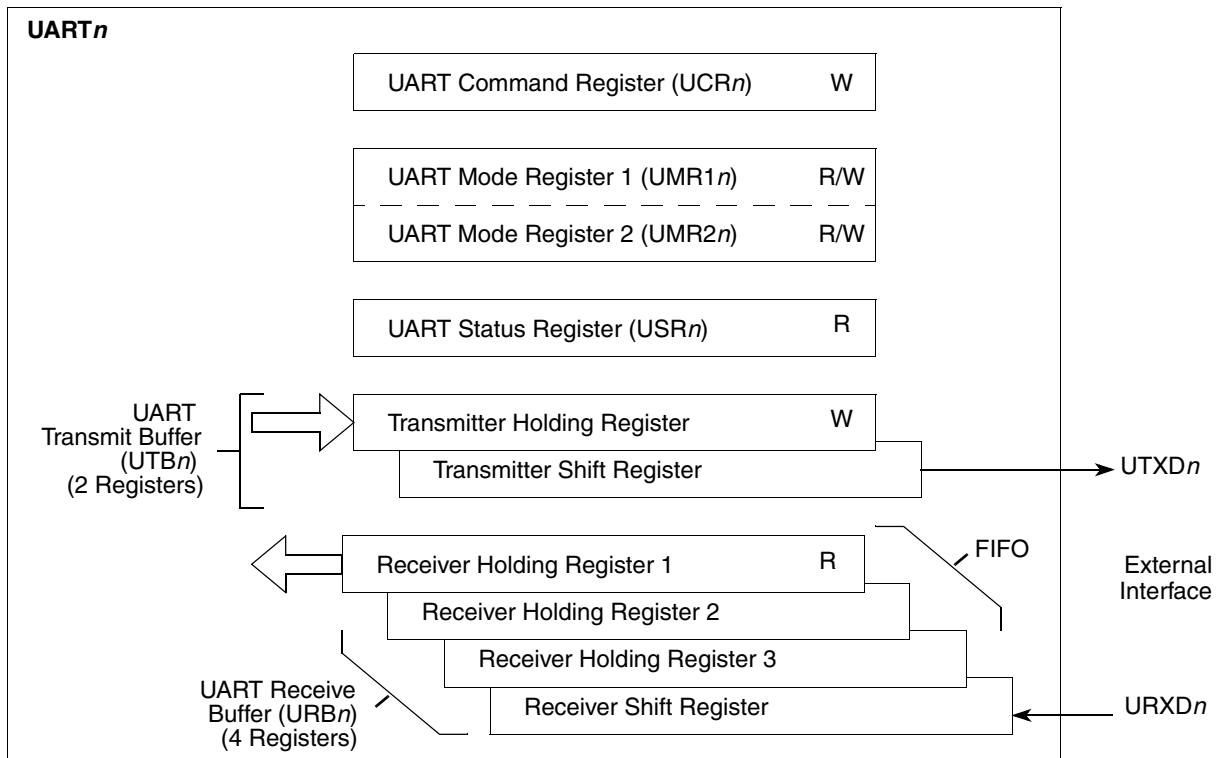 UARTn
UART Command Register (UCRn) W
UART Mode Register 1 (UMR1n) R/W
UART Mode Register 2 (UMR2n) R/W
UART Status Register (USRn) R
UART
Transmit Buffer
(UTBn)
(2 Registers)
Transmitter Holding Register W
Transmitter Shift Register
UTXDn
Receiver Holding Register 1 R
FIFO
External
Interface
Receiver Holding Register 2
Receiver Holding Register 3
UART Receive
Buffer (URBn)
(4 Registers)
Receiver Shift Register
URXDn